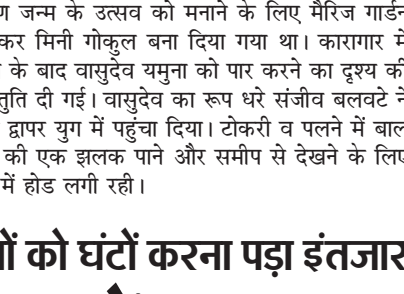 ण जन्म के उत्सव को मनाने के लिए मैरिज गार्डन
कर मिनी गोकुल बना दिया गया था। कारागार में
के बाद वासुदेव यमुना को पार करने का दृश्य की
तुति दी गई। वासुदेव का रूप धरे संजीव बलवटे ने
द्वापर युग में पहुंचा दिया। टोकरी व पलने में बाल
की एक झलक पाने और समीप से देखने के लिए
में होड लगी रही।
ों को घंटों करना पड़ा इंतजार